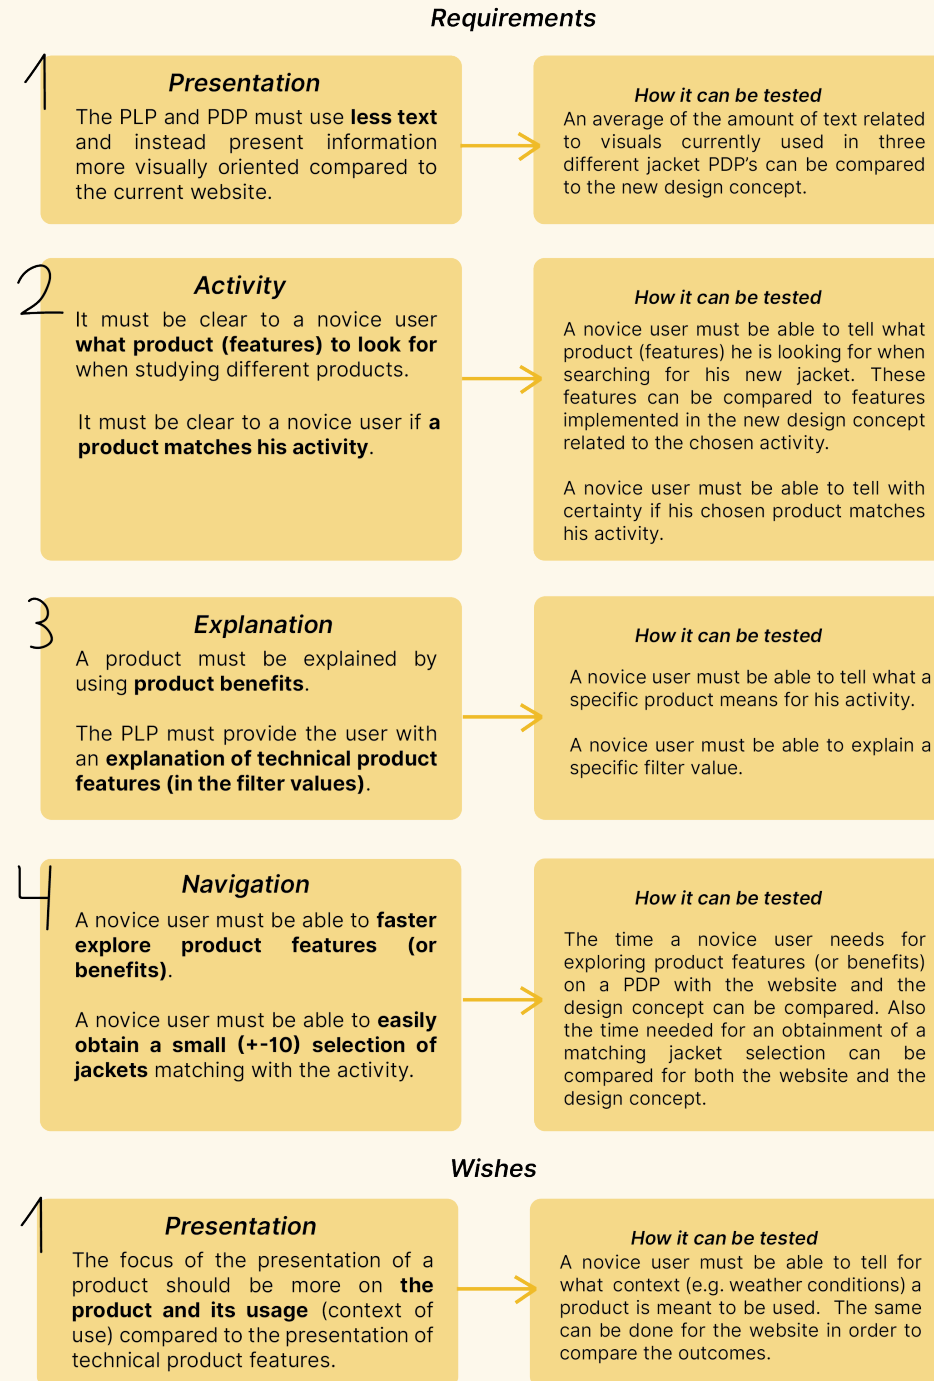 Requirements
1
Presentation
The PLP and PDP must use less text
and instead present information
more visually oriented compared to
the current website.
How it can be tested
An average of the amount of text related
to visuals currently used in three
different jacket PDP's can be compared
to the new design concept.
2
Activity
It must be clear to a novice user
what product (features) to look for
when studying different products.
It must be clear to a novice user if a
product matches his activity.
How it can be tested
A novice user must be able to tell what
product (features) he is looking for when
searching for his new jacket. These
features can be compared to features
implemented in the new design concept
related to the chosen activity.
A novice user must be able to tell with
certainty if his chosen product matches
his activity.
3
Explanation
A product must be explained by
using product benefits.
The PLP must provide the user with
an explanation of technical product
features (in the filter values).
How it can be tested
A novice user must be able to tell what a
specific product means for his activity.
A novice user must be able to explain a
specific filter value.
4
Navigation
A novice user must be able to faster
explore product features (or
benefits).
A novice user must be able to easily
obtain a small (+-10) selection of
jackets matching with the activity.
How it can be tested
The time a novice user needs for
exploring product features (or benefits)
on a PDP with the website and the
design concept can be compared. Also
the time needed for an obtainment of a
matching jacket selection can be
compared for both the website and the
design concept.
Wishes
1
Presentation
The focus of the presentation of a
product should be more on the
product and its usage (context of
use) compared to the presentation of
technical product features.
How it can be tested
A novice user must be able to tell for
what context (e.g. weather conditions) a
product is meant to be used. The same
can be done for the website in order to
compare the outcomes.